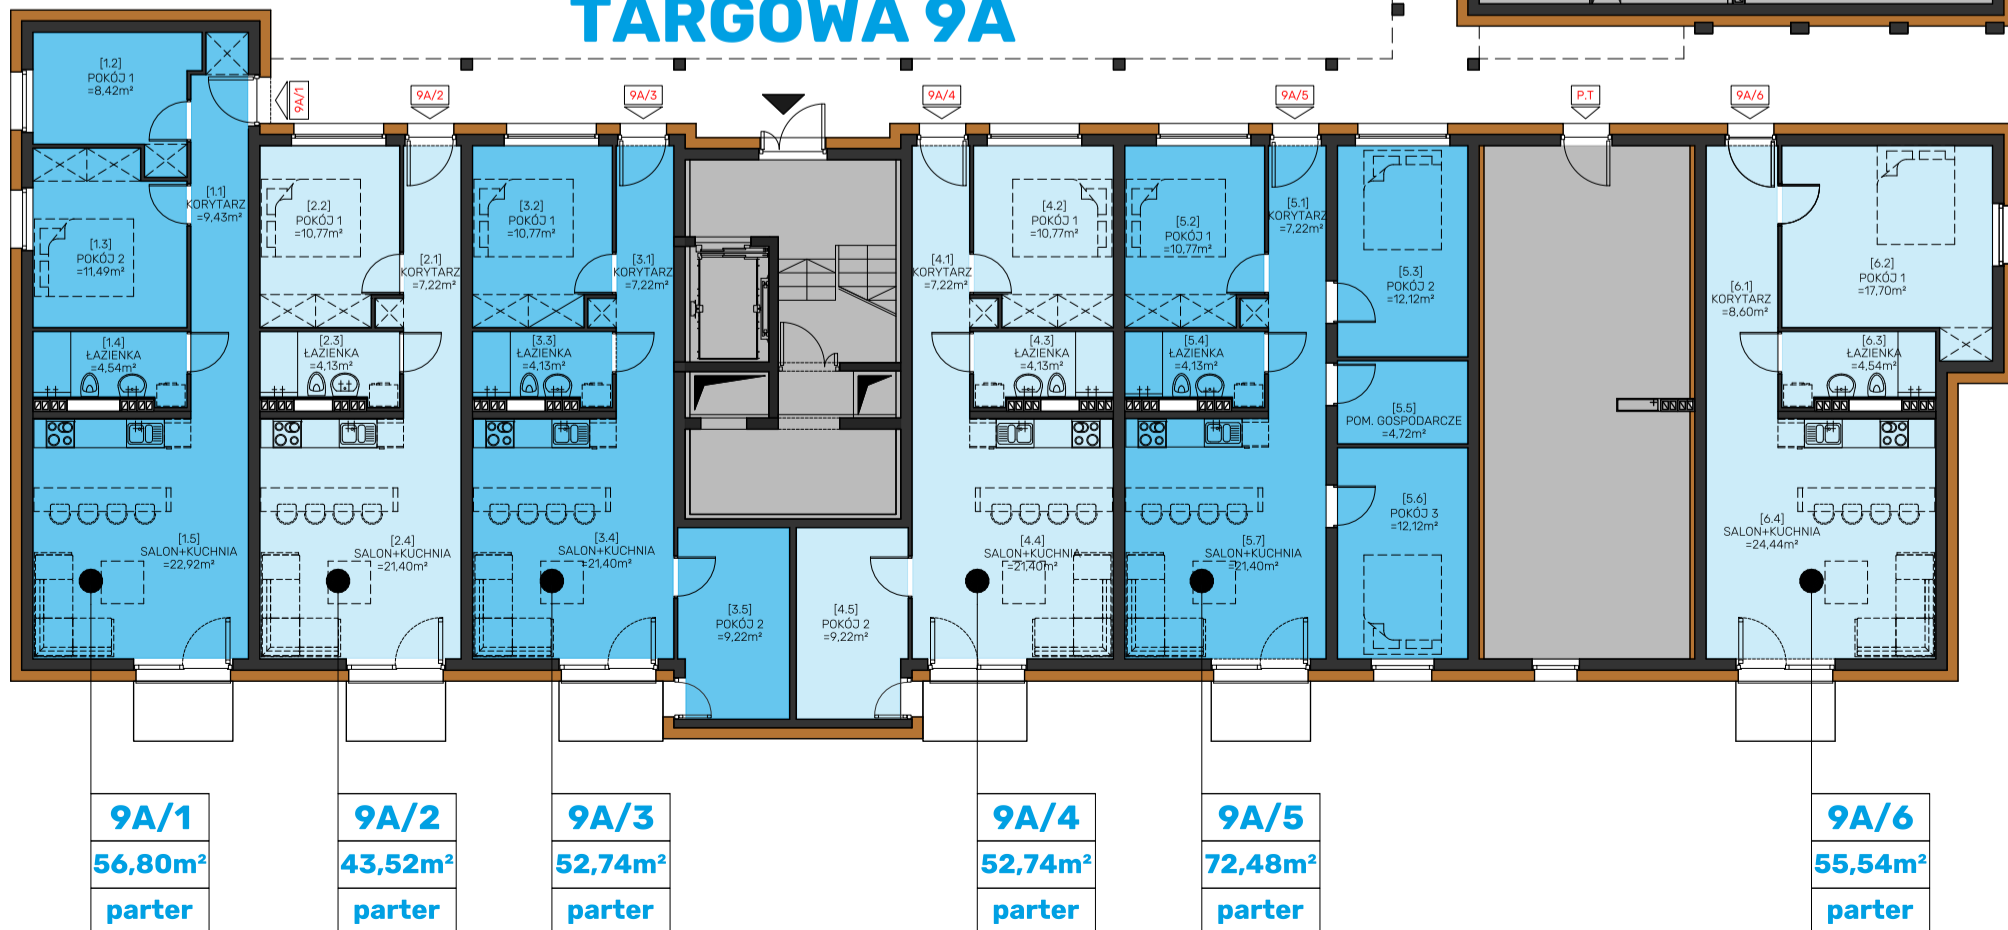 TARGOWA 9A
9A/1
9A/2
9A/3
9A/4
9A/5
P.T
9A/6
[1.2]
POKÓJ 1
=8,42m²
[1.1]
KORYTARZ
=9,43m²
[1.3]
POKÓJ 2
=11,49m²
[1.4]
ŁAZIENKA
=4,54m²
[1.5]
SALON+KUCHNIA
=22,92m²
[2.2]
POKÓJ 1
=10,77m²
[2.1]
KORYTARZ
=7,22m²
[2.3]
ŁAZIENKA
=4,13m²
[2.4]
SALON+KUCHNIA
=21,40m²
[3.2]
POKÓJ 1
=10,77m²
[3.1]
KORYTARZ
=7,22m²
[3.3]
ŁAZIENKA
=4,13m²
[3.4]
SALON+KUCHNIA
=21,40m²
[3.5]
POKÓJ 2
=9,22m²
[4.5]
POKÓJ 2
=9,22m²
[4.2]
POKÓJ 1
=10,77m²
[4.1]
KORYTARZ
=7,22m²
[4.3]
ŁAZIENKA
=4,13m²
[4.4]
SALON+KUCHNIA
=21,40m²
[5.2]
POKÓJ 1
=10,77m²
[5.1]
KORYTARZ
=7,22m²
[5.4]
ŁAZIENKA
=4,13m²
[5.7]
SALON+KUCHNIA
=21,40m²
[5.3]
POKÓJ 2
=12,12m²
[5.5]
POM. GOSPODARCZE
=4,72m²
[5.6]
POKÓJ 3
=12,12m²
[6.2]
POKÓJ 1
=17,70m²
[6.1]
KORYTARZ
=8,60m²
[6.3]
ŁAZIENKA
=4,54m²
[6.4]
SALON+KUCHNIA
=24,44m²
9A/1
56,80m²
parter
9A/2
43,52m²
parter
9A/3
52,74m²
parter
9A/4
52,74m²
parter
9A/5
72,48m²
parter
9A/6
55,54m²
parter